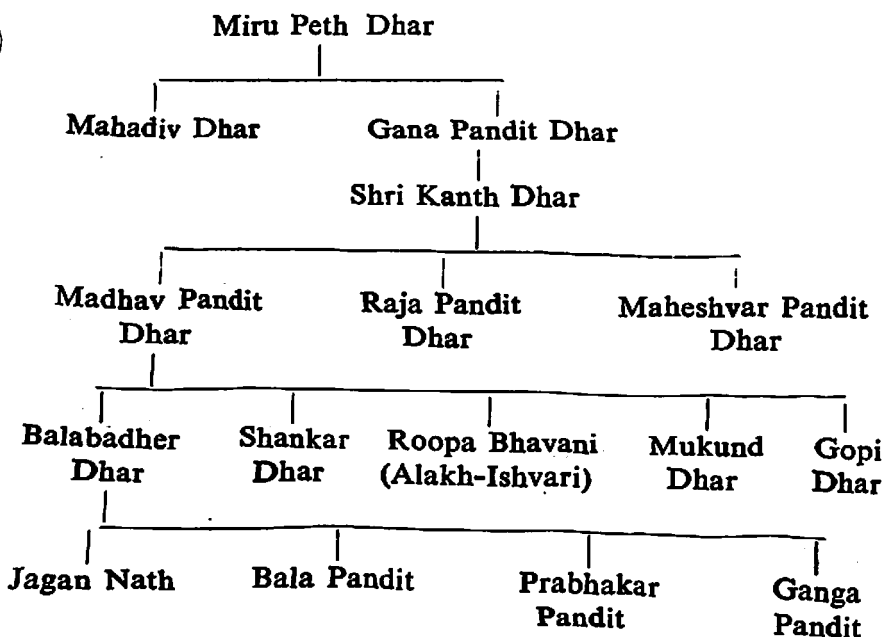 )
Miru Peth Dhar
Mahadiv Dhar Gana Pandit Dhar
Shri Kanth Dhar
Madhav Pandit Dhar
Raja Pandit Dhar
Maheshvar Pandit Dhar
Balabadher Dhar
Shankar Dhar
Roopa Bhavani
(Alakh-Ishvari)
Mukund Dhar
Gopi Dhar
Jagan Nath
Bala Pandit
Prabhakar Pandit
Ganga Pandit